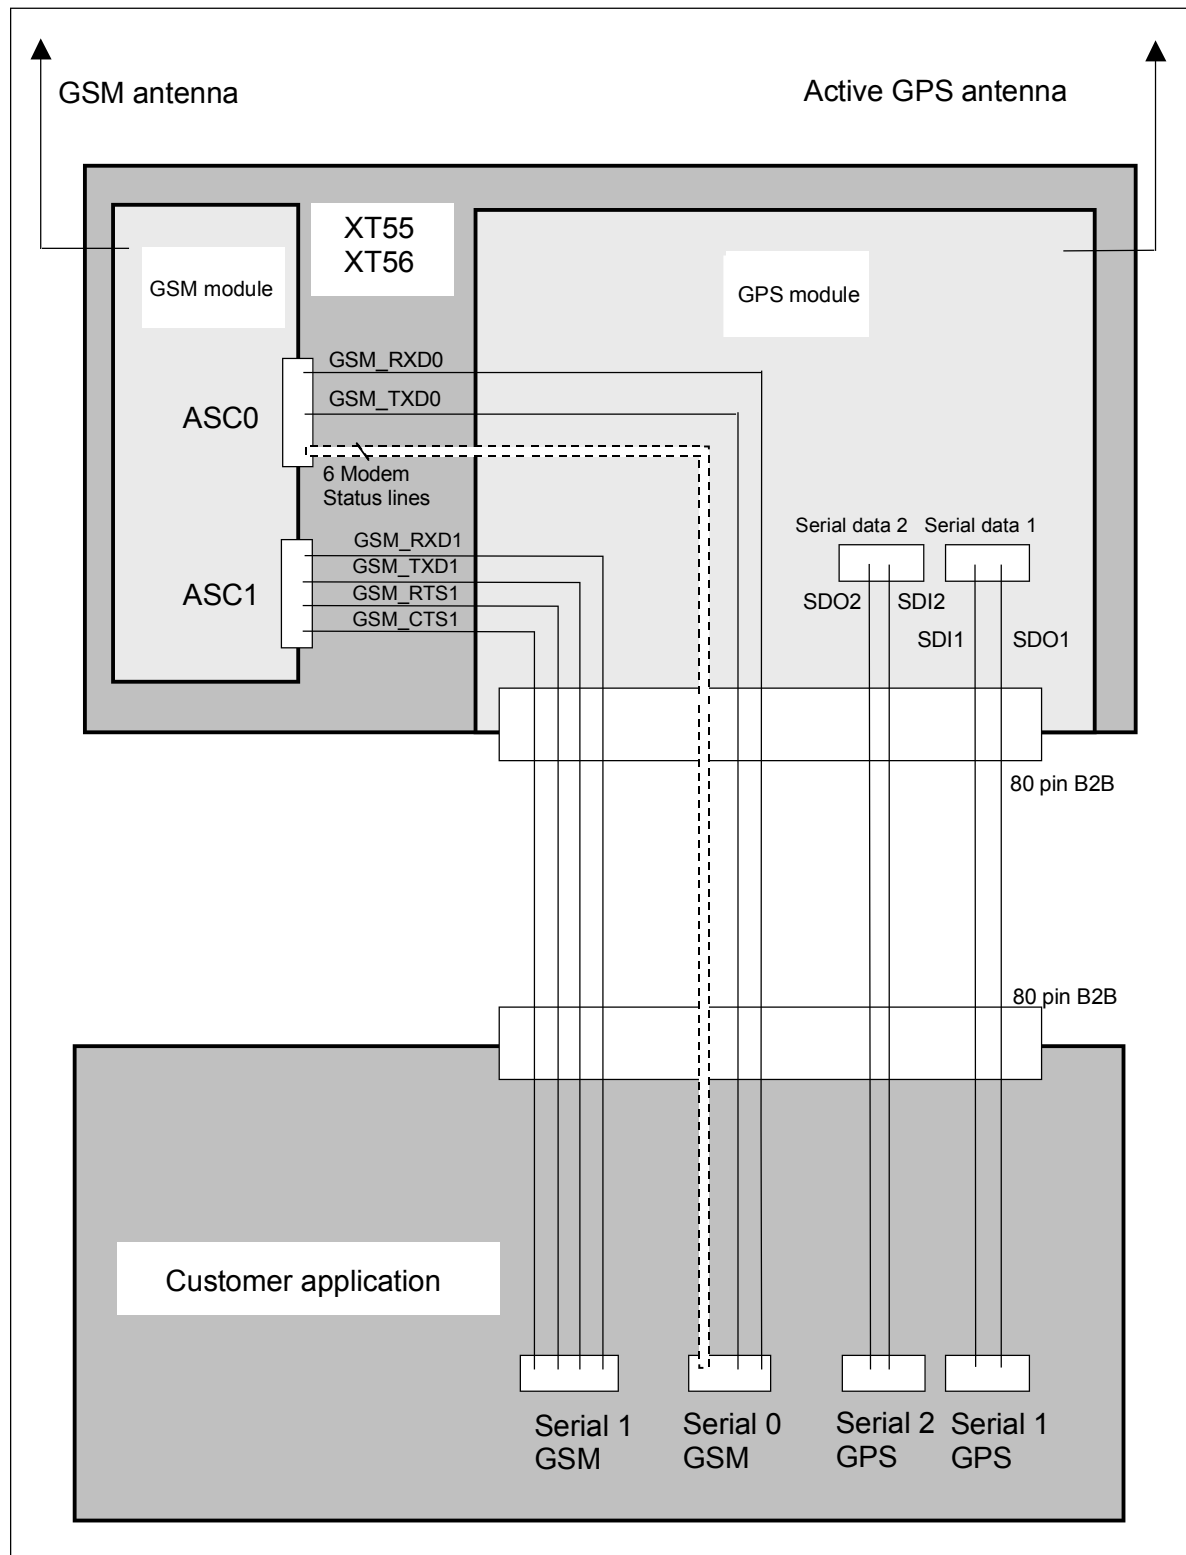 GSM antenna
Active GPS antenna
XT55
XT56
GSM module
GPS module
GSM_RXD0
GSM_TXD0
ASC0
6 Modem
Status lines
Serial data 2
Serial data 1
GSM_RXD1
GSM_TXD1
GSM_RTS1
GSM_CTS1
ASC1
SDO2
SDI2
SDI1
SDO1
80 pin B2B
80 pin B2B
Customer application
Serial 1
GSM
Serial 0
GSM
Serial 2
GPS
Serial 1
GPS